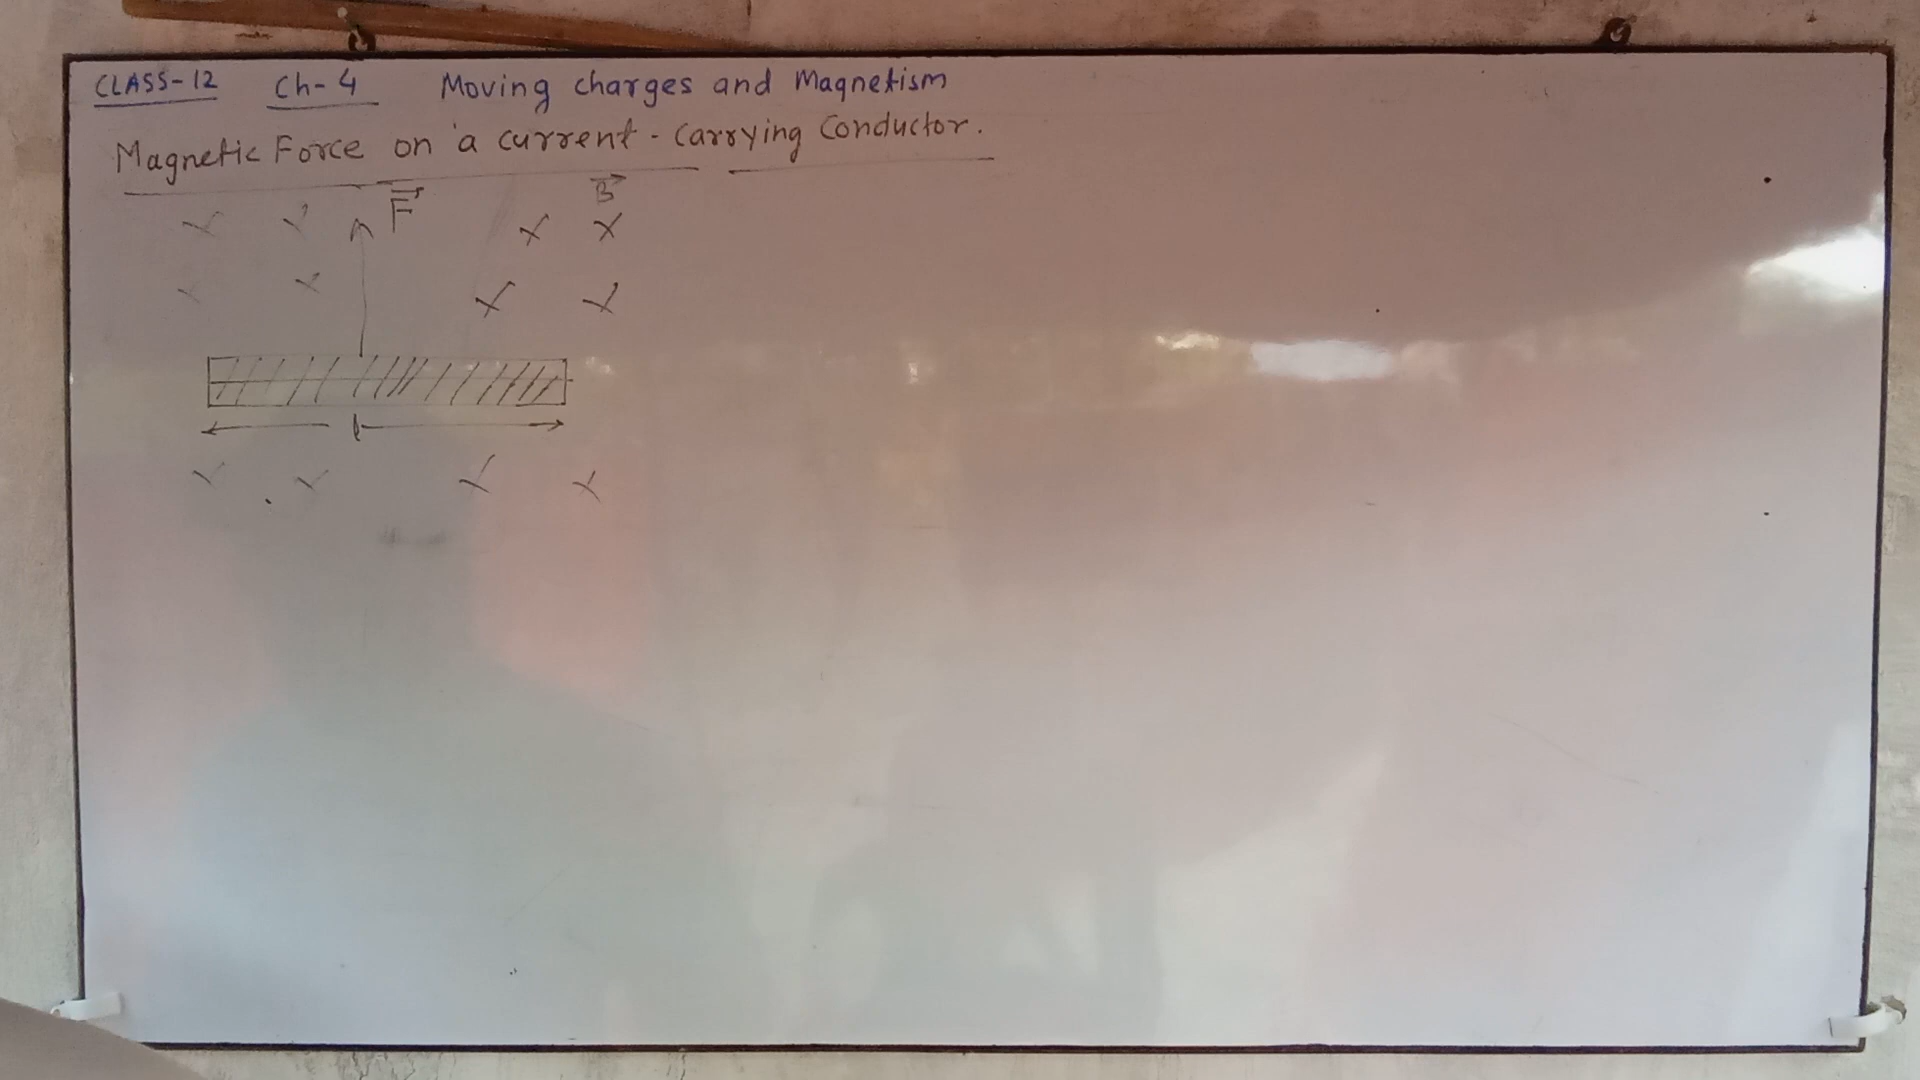 CLASS-12 Ch-4 Moving charges and Magnetism
Magnetic Force on a current-carrying Conductor.
F⃗ B⃗
l